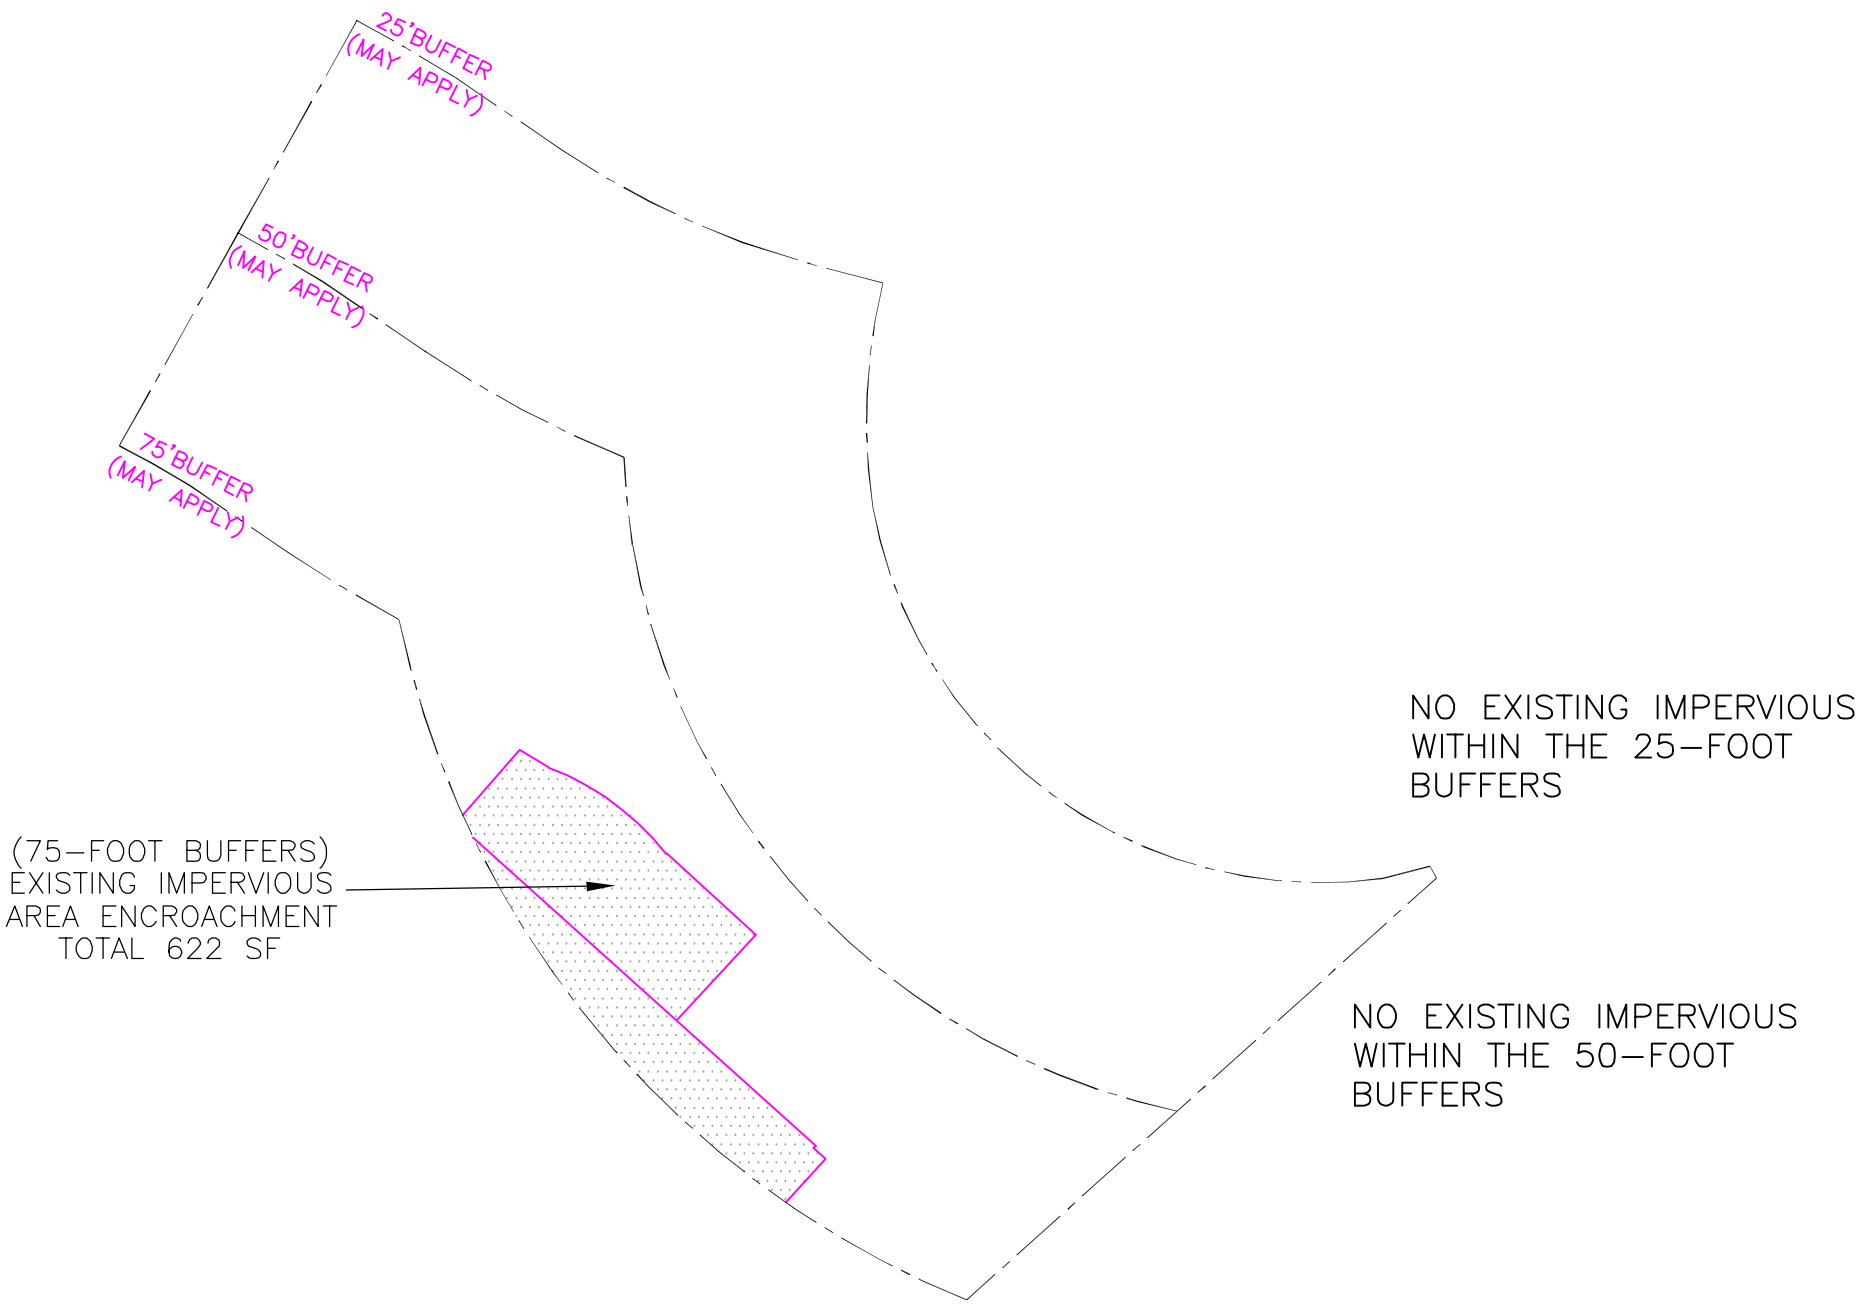 25'BUFFER
(MAY APPLY)
50'BUFFER
(MAY APPLY)
75'BUFFER
(MAY APPLY)
NO EXISTING IMPERVIOUS
WITHIN THE 25-FOOT
BUFFERS
(75-FOOT BUFFERS)
EXISTING IMPERVIOUS
AREA ENCROACHMENT
TOTAL 622 SF
NO EXISTING IMPERVIOUS
WITHIN THE 50-FOOT
BUFFERS